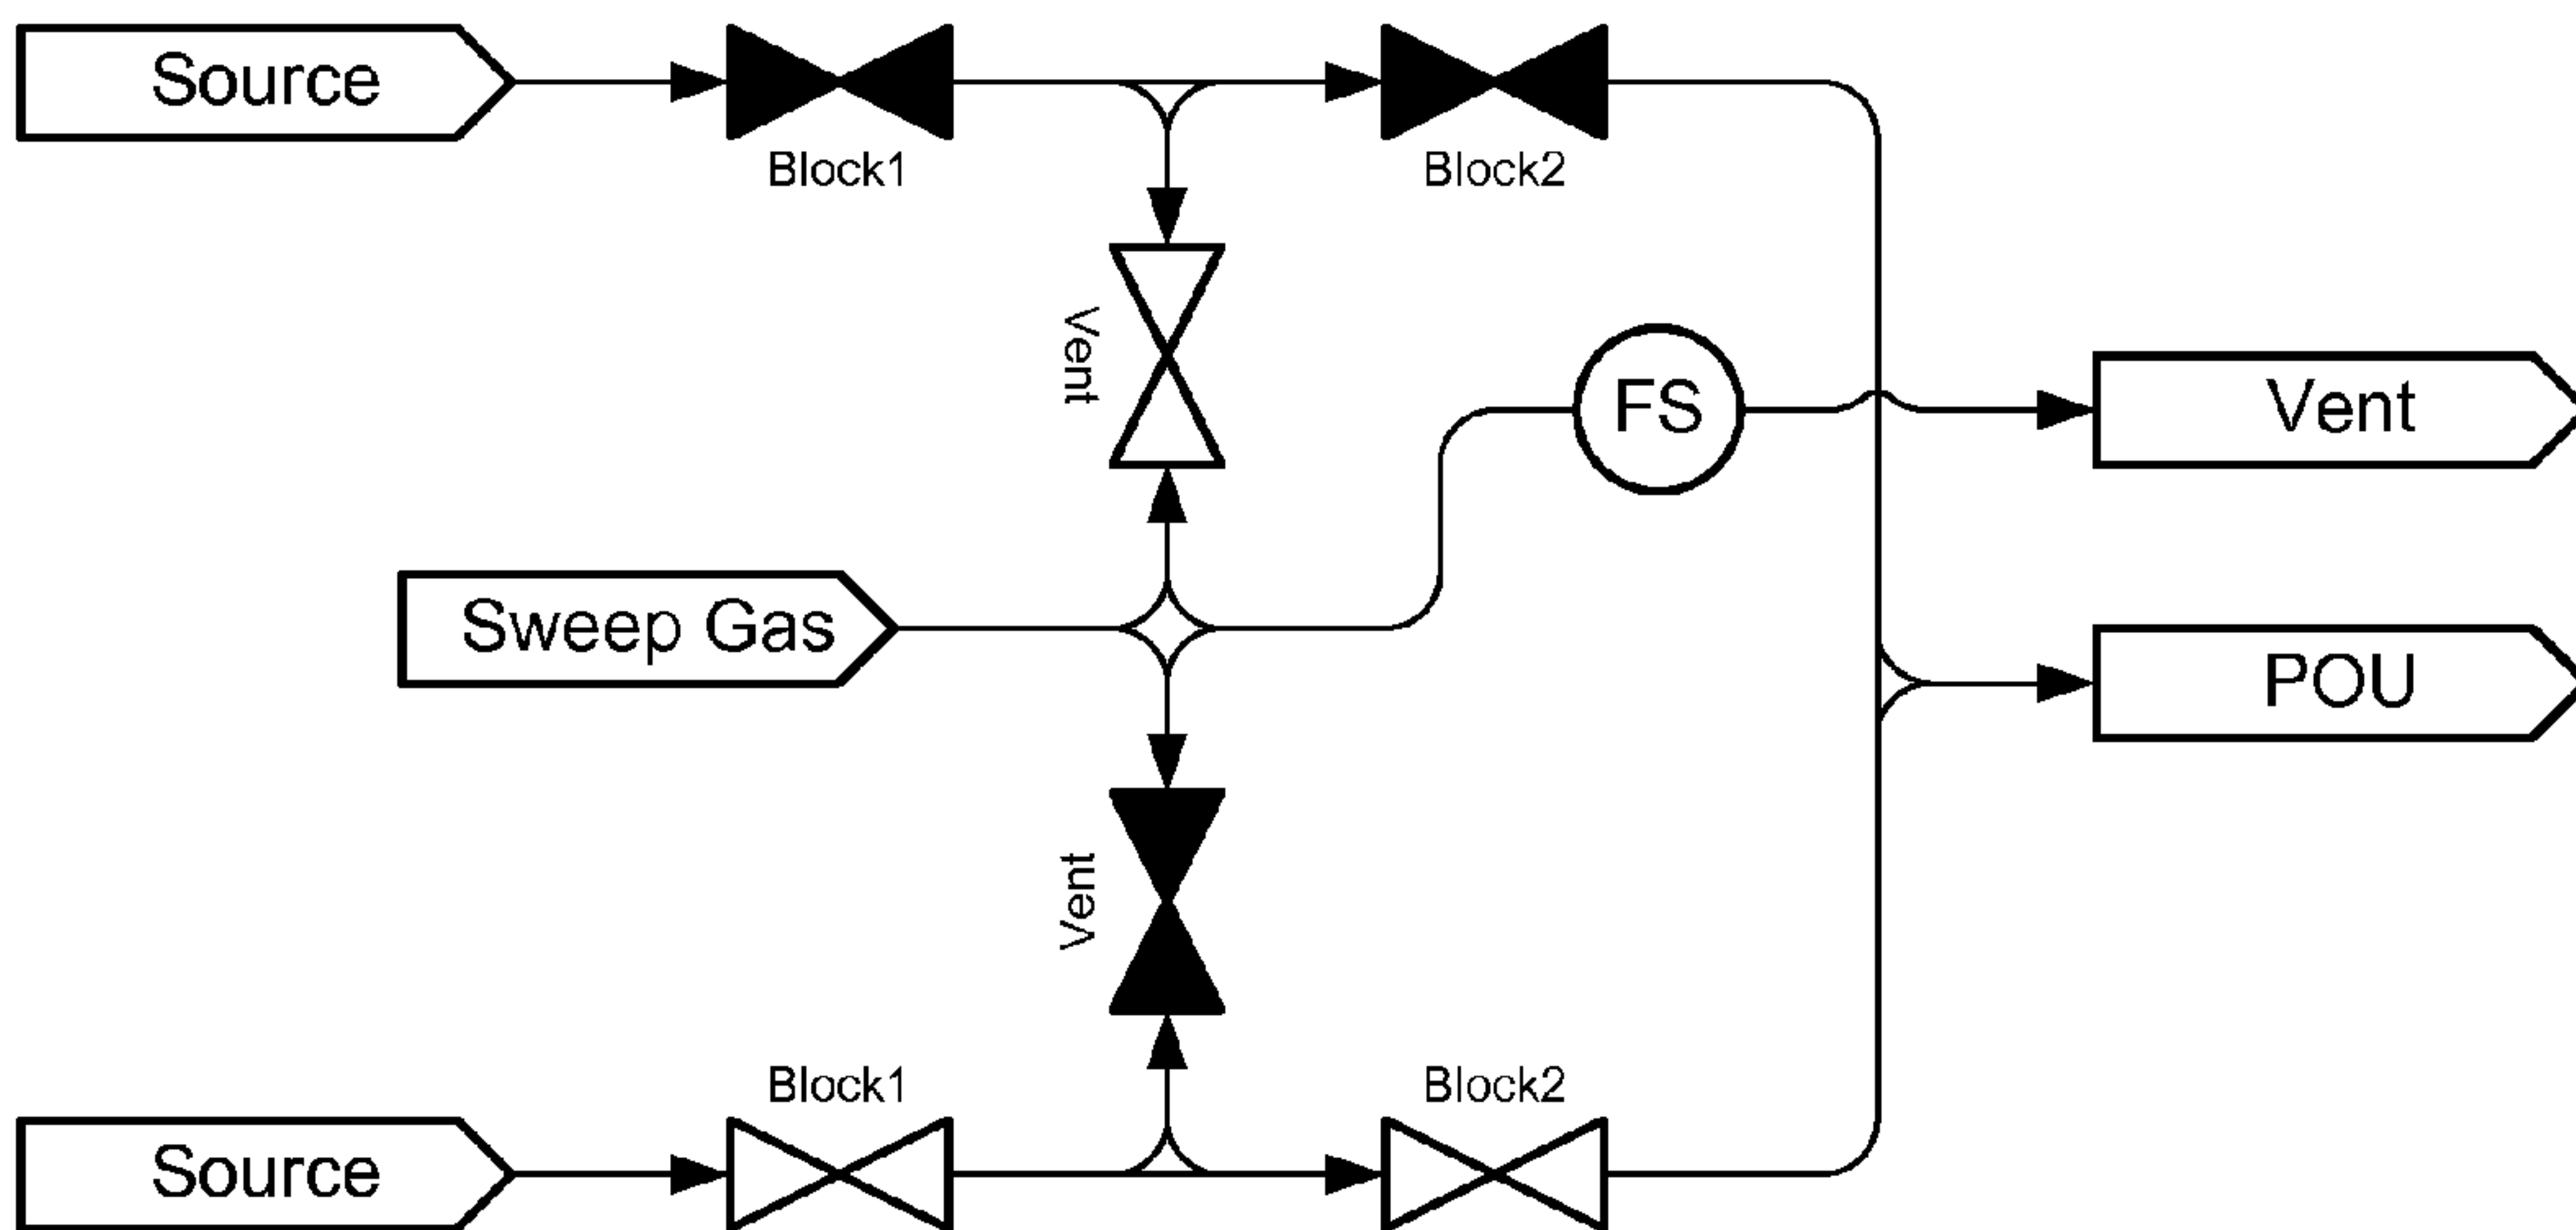 Source
Block1
Block2
Vent
FS
Vent
Sweep Gas
POU
Vent
Block1
Block2
Source